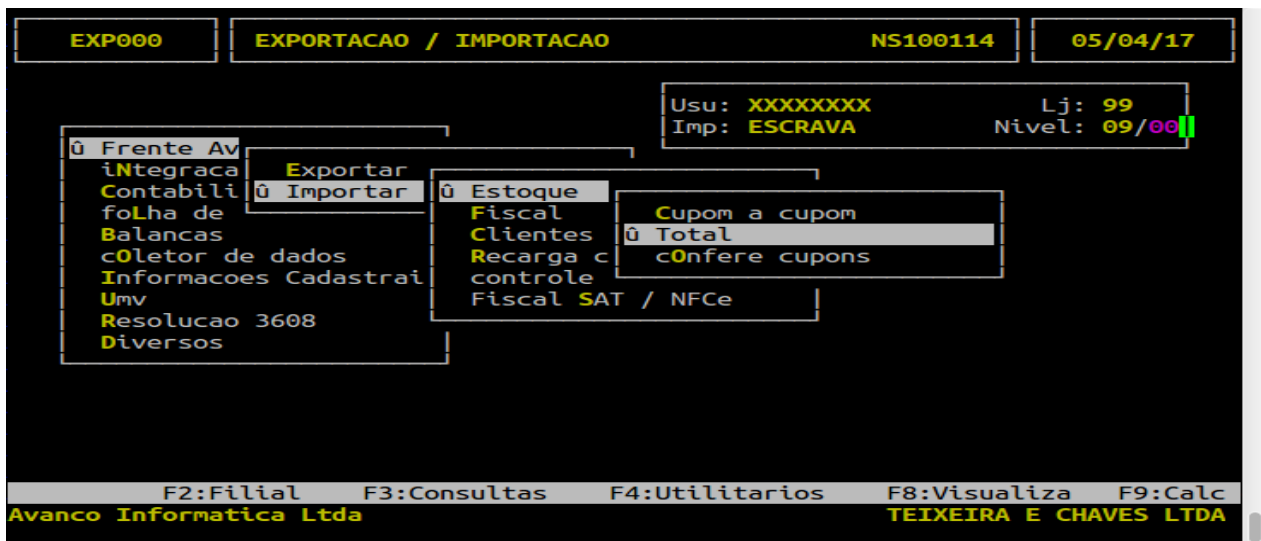 EXP000 EXPORTACAO / IMPORTACAO NS100114 05/04/17
Usu: XXXXXXXX Lj: 99
Imp: ESCRAVA Nivel: 09/00
û Frente Av
iNtegraca Exportar
Contabili û Importar û Estoque
foLha de Fiscal Cupom a cupom
Balancas Clientes û Total
cOletor de dados Recarga c cOnfere cupons
Informacoes Cadastrai controle
Umv Fiscal SAT / NFCe
Resolucao 3608
Diversos
F2:Filial F3:Consultas F4:Utilitarios F8:Visualiza F9:Calc
Avanco Informatica Ltda TEIXEIRA E CHAVES LTDA